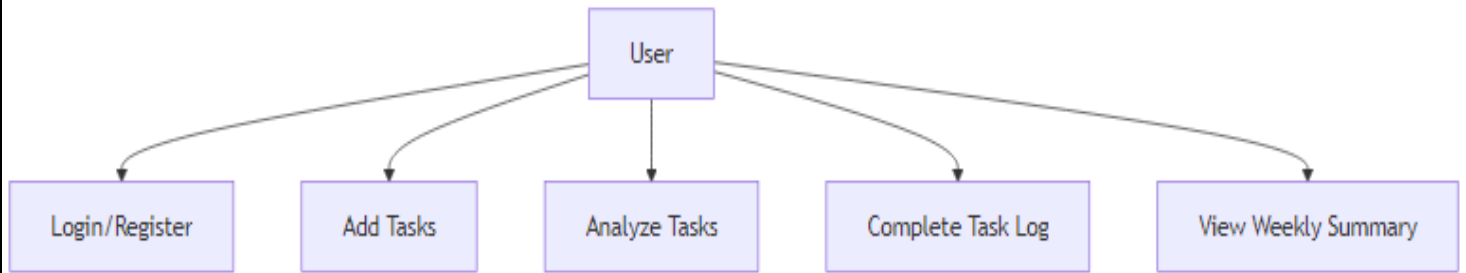 User
Login/Register
Add Tasks
Analyze Tasks
Complete Task Log
View Weekly Summary